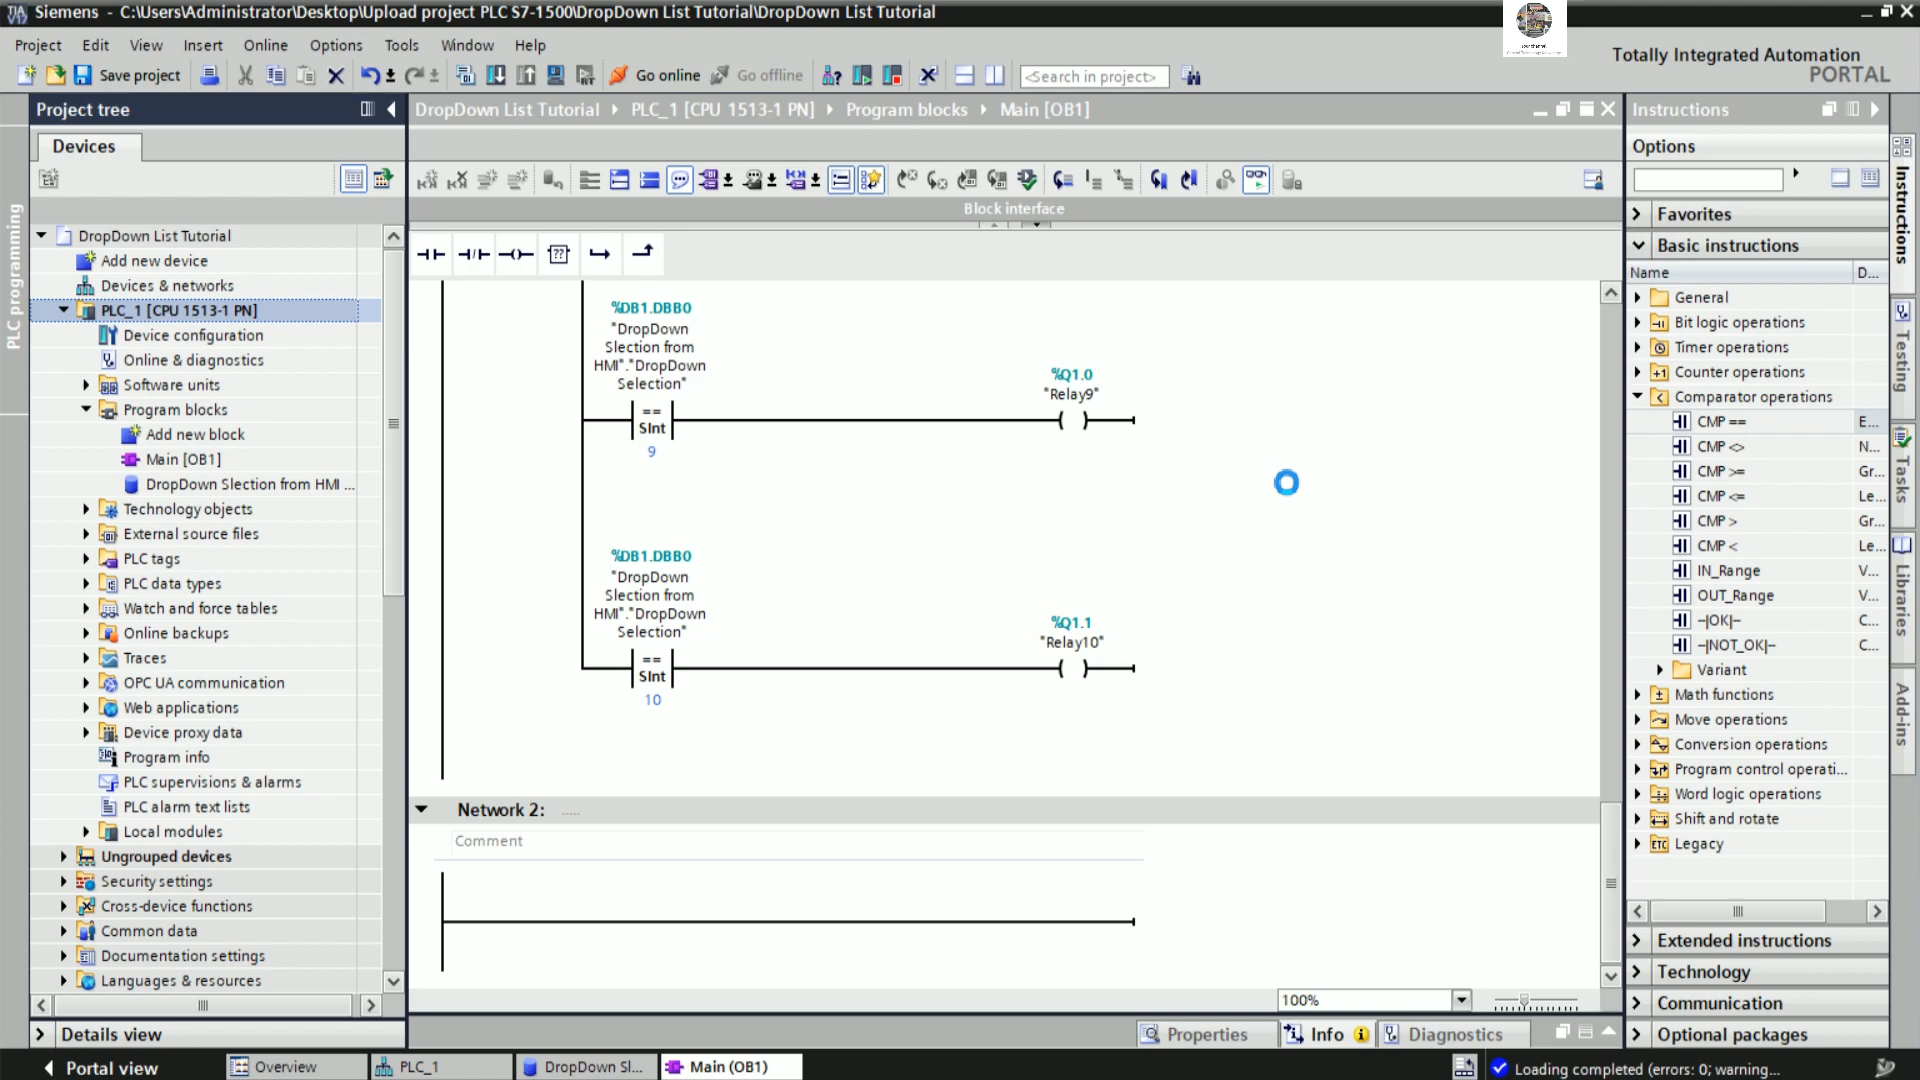 Siemens - C:\Users\Administrator\Desktop\Upload project PLC S7-1500\DropDown List Tutorial\DropDown List Tutorial
Project Edit View Insert Online Options Tools Window Help
Totally Integrated Automation
PORTAL
Save project
Go online
Go offline
<Search in project>
Your channel
Project tree
Devices
PLC programming
DropDown List Tutorial
Add new device
Devices & networks
PLC_1 [CPU 1513-1 PN]
Device configuration
Online & diagnostics
Software units
Program blocks
Add new block
Main [OB1]
DropDown Slection from HMI ...
Technology objects
External source files
PLC tags
PLC data types
Watch and force tables
Online backups
Traces
OPC UA communication
Web applications
Device proxy data
Program info
PLC supervisions & alarms
PLC alarm text lists
Local modules
Ungrouped devices
Security settings
Cross-device functions
Common data
Documentation settings
Languages & resources
Details view
DropDown List Tutorial PLC_1 [CPU 1513-1 PN] Program blocks Main [OB1]
Block interface
??
%DB1.DBB0
"DropDown
Slection from
HMI"."DropDown
Selection"
==
SInt
9
%Q1.0
"Relay9"
%DB1.DBB0
"DropDown
Slection from
HMI"."DropDown
Selection"
==
SInt
10
%Q1.1
"Relay10"
Network 2: .....
Comment
100%
Properties
Info
Diagnostics
Instructions
Options
Favorites
Basic instructions
Name D...
General
Bit logic operations
Timer operations
Counter operations
Comparator operations
CMP == E...
CMP <> N...
CMP >= Gr...
CMP <= Le...
CMP > Gr...
CMP < Le...
IN_Range V...
OUT_Range V...
-|OK|- C...
-|NOT_OK|- C...
Variant
Math functions
Move operations
Conversion operations
Program control operati...
Word logic operations
Shift and rotate
Legacy
Extended instructions
Technology
Communication
Optional packages
Instructions
Testing
Tasks
Libraries
Add-ins
Portal view
Overview
PLC_1
DropDown Sl...
Main (OB1)
Loading completed (errors: 0; warning...